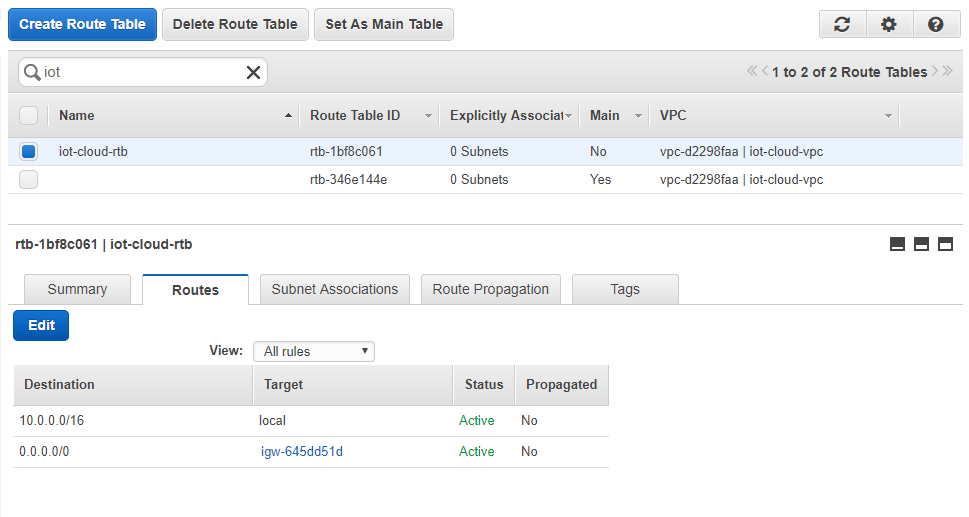 Create Route Table Delete Route Table Set As Main Table
iot 1 to 2 of 2 Route Tables
Name Route Table ID Explicitly Associat Main VPC
iot-cloud-rtb rtb-1bf8c061 0 Subnets No vpc-d2298faa | iot-cloud-vpc
rtb-346e144e 0 Subnets Yes vpc-d2298faa | iot-cloud-vpc
rtb-1bf8c061 | iot-cloud-rtb
Summary Routes Subnet Associations Route Propagation Tags
Edit
View: All rules
Destination Target Status Propagated
10.0.0.0/16 local Active No
0.0.0.0/0 igw-645dd51d Active No